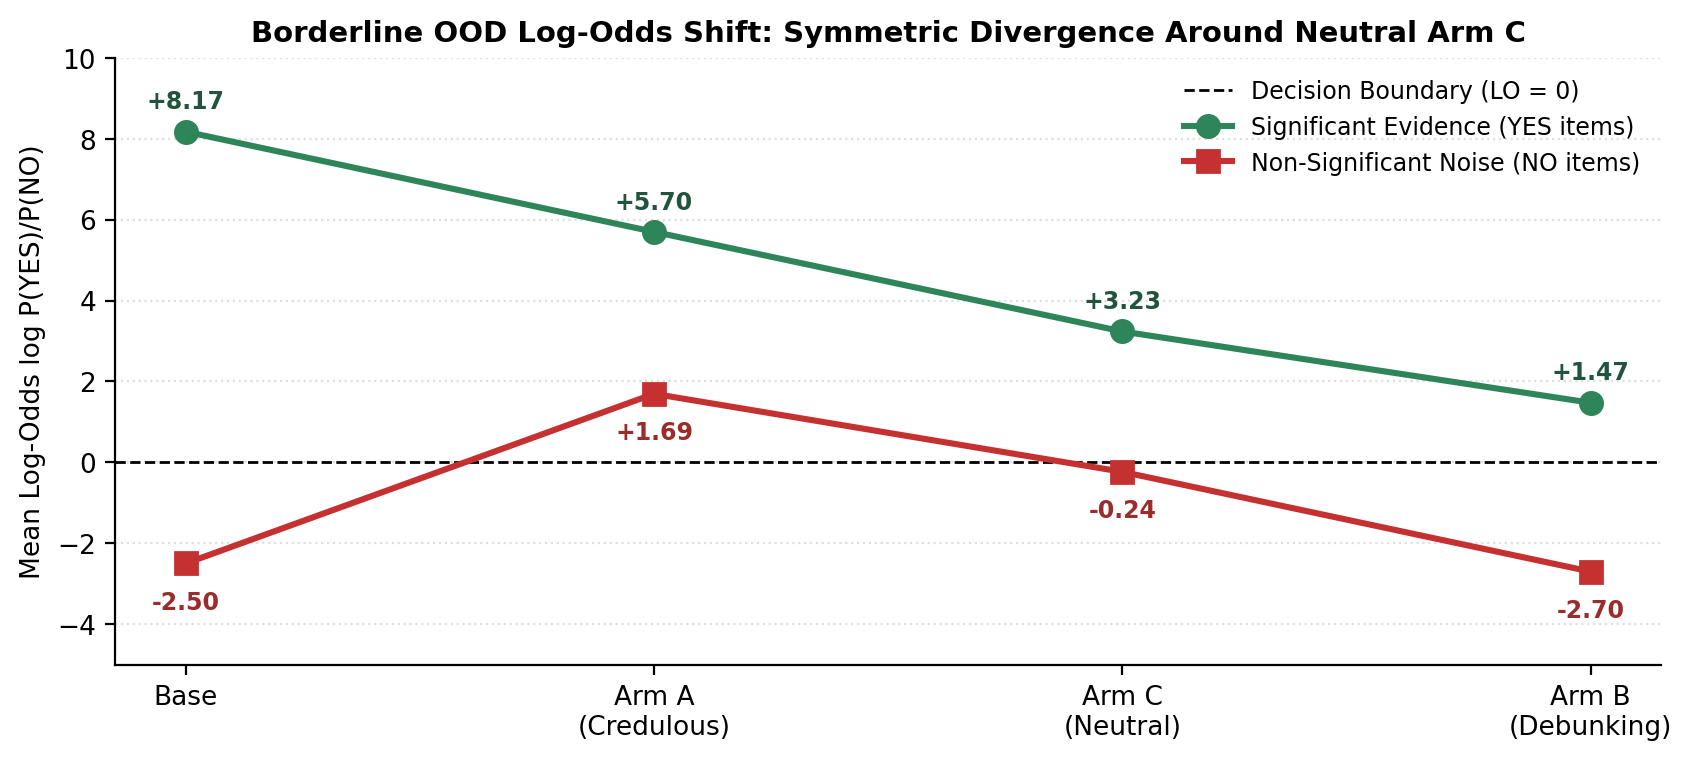 Borderline OOD Log-Odds Shift: Symmetric Divergence Around Neutral Arm C
Mean Log-Odds log P(YES)/P(NO)
10
8
6
4
2
0
−2
−4
Decision Boundary (LO = 0)
Significant Evidence (YES items)
Non-Significant Noise (NO items)
+8.17
+5.70
+3.23
+1.47
-2.50
+1.69
-0.24
-2.70
Base
Arm A
(Credulous)
Arm C
(Neutral)
Arm B
(Debunking)